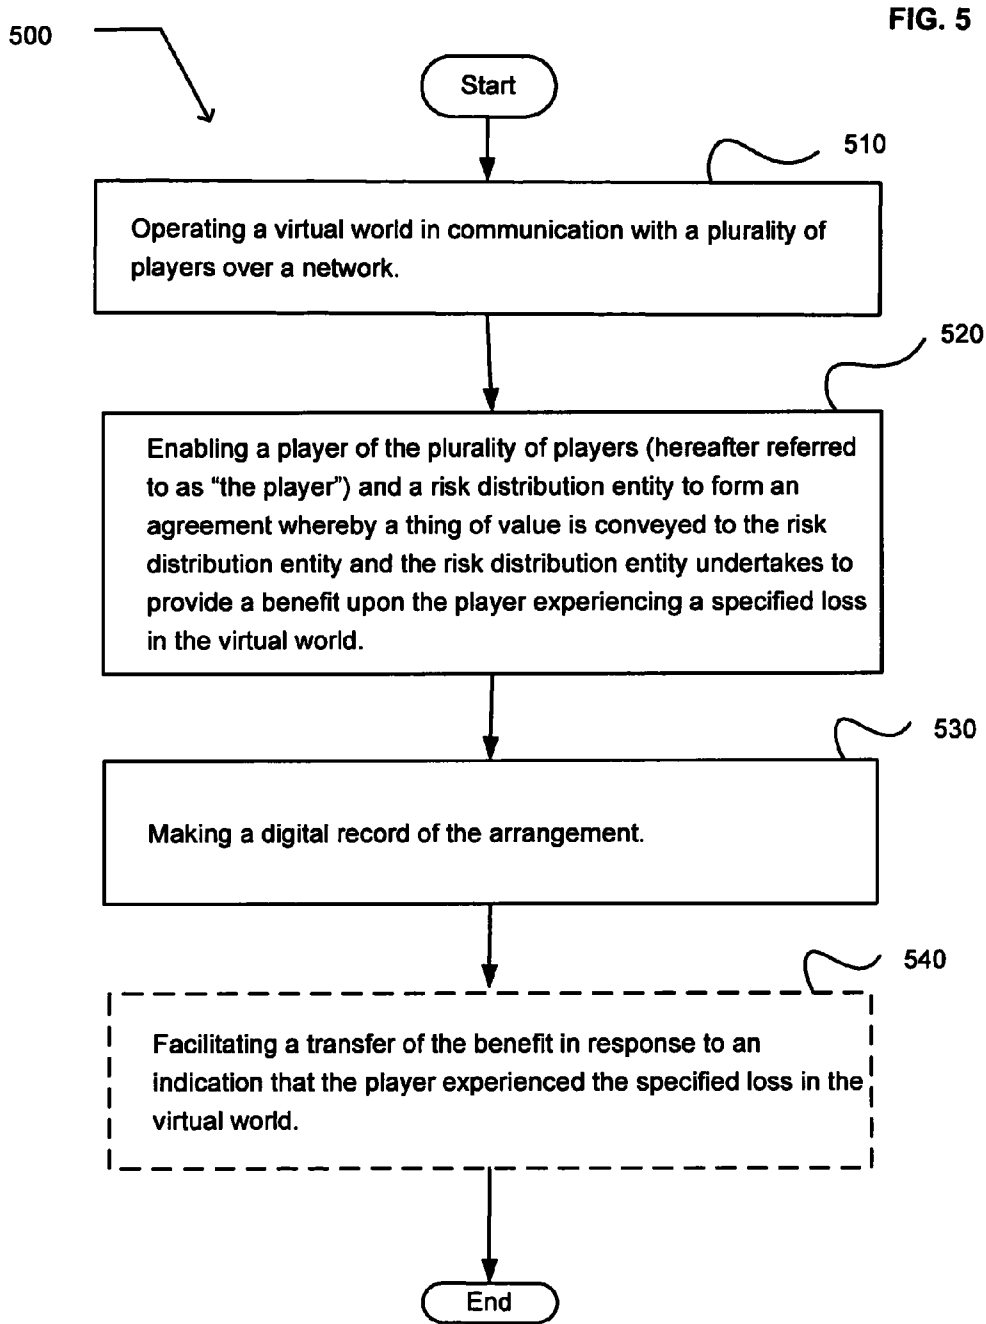 FIG. 5
500
Start
510
Operating a virtual world in communication with a plurality of
players over a network.
520
Enabling a player of the plurality of players (hereafter referred
to as “the player”) and a risk distribution entity to form an
agreement whereby a thing of value is conveyed to the risk
distribution entity and the risk distribution entity undertakes to
provide a benefit upon the player experiencing a specified loss
in the virtual world.
530
Making a digital record of the arrangement.
540
Facilitating a transfer of the benefit in response to an
indication that the player experienced the specified loss in the
virtual world.
End